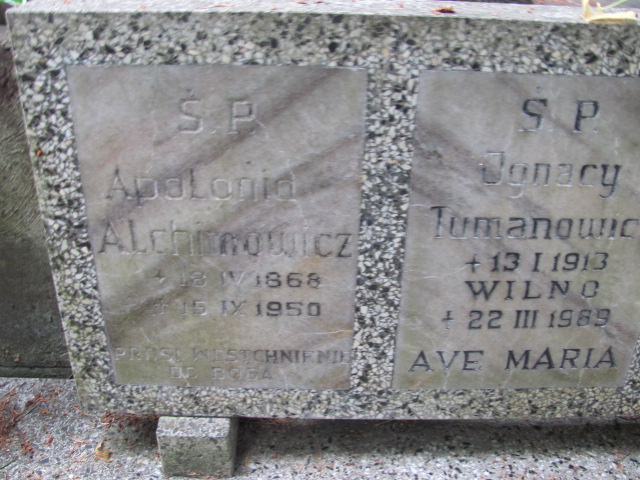 Ś. P.
Apolonia
Alchimowicz
* 18 IV 1868
+ 15 IX 1950
PROSI WESTCHNIENIE
DO BOGA
Ś. P.
Ignacy
Tumanowic
+ 13 I 1913
WILNO
+ 22 III 1989
AVE MARIA